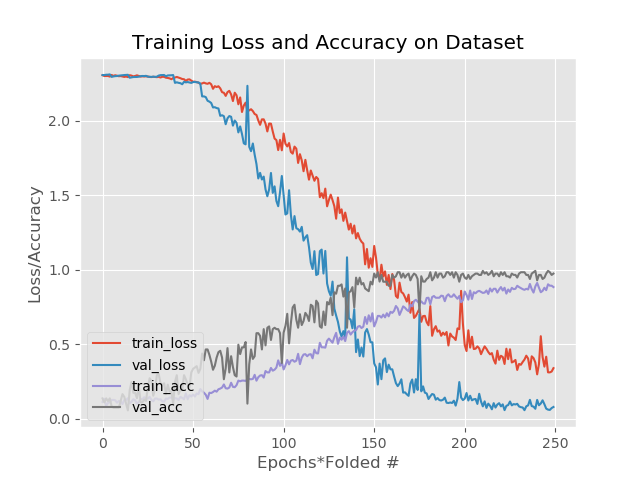 Training Loss and Accuracy on Dataset
Loss/Accuracy
2.0
1.5
1.0
0.5
0.0
train_loss
val_loss
train_acc
val_acc
0 50 100 150 200 250
Epochs*Folded #